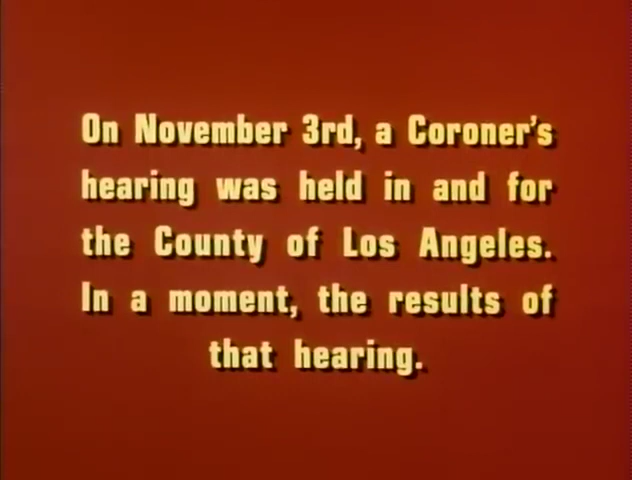 On November 3rd, a Coroner's
hearing was held in and for
the County of Los Angeles.
In a moment, the results of
that hearing.